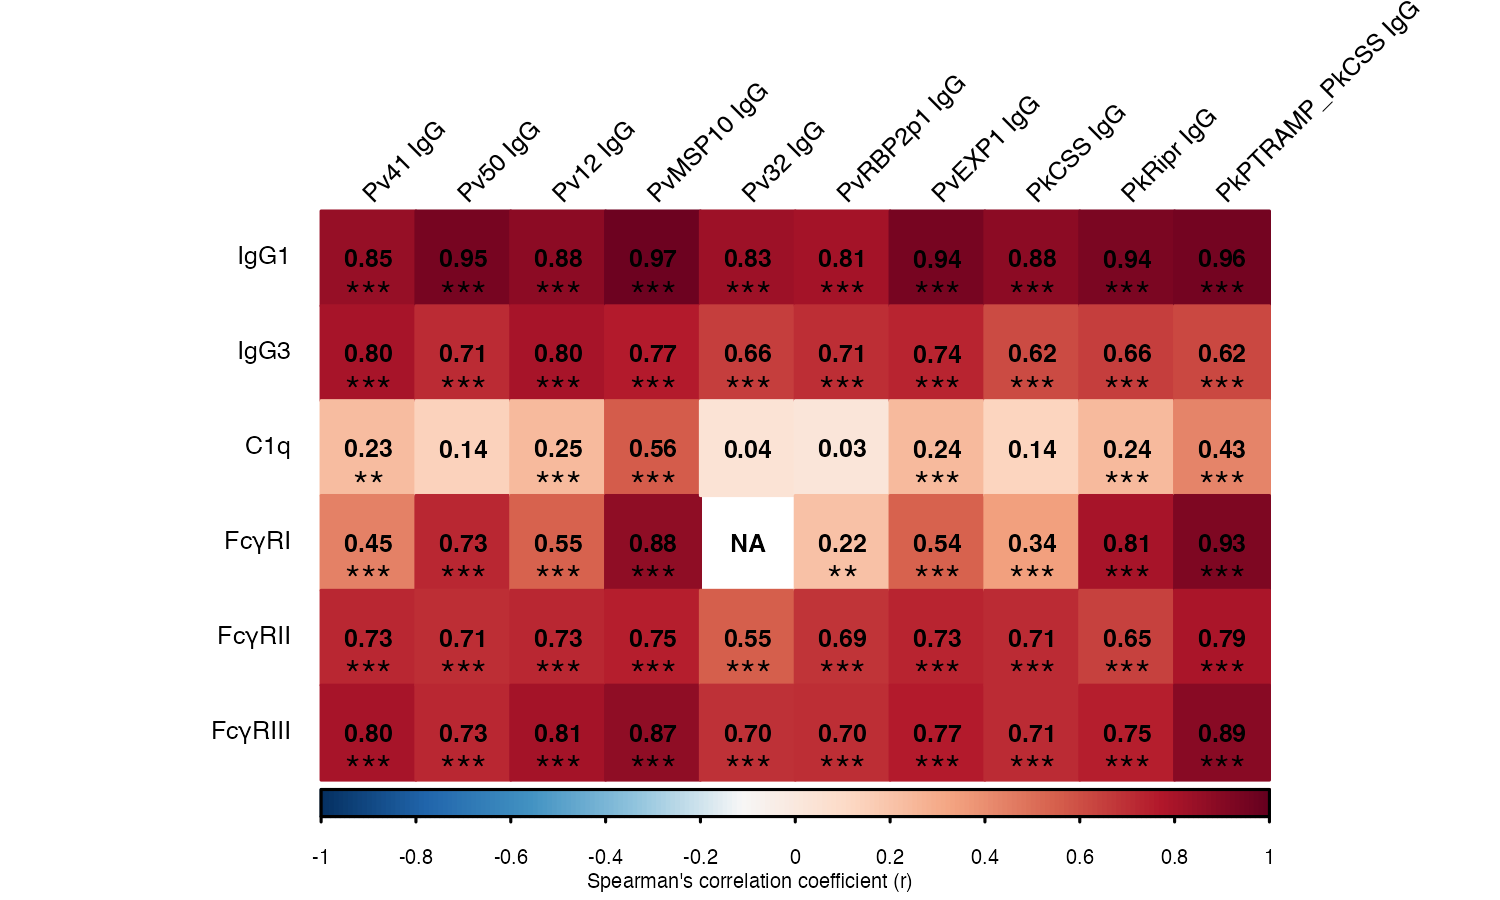 Pv41 IgG Pv50 IgG Pv12 IgG PvMSP10 IgG Pv32 IgG PvRBP2p1 IgG PvEXP1 IgG PkCSS IgG PkRipr IgG PkPTRAMP_PkCSS IgG
IgG1 0.85 0.95 0.88 0.97 0.83 0.81 0.94 0.88 0.94 0.96
*** *** *** *** *** *** *** *** *** ***
IgG3 0.80 0.71 0.80 0.77 0.66 0.71 0.74 0.62 0.66 0.62
*** *** *** *** *** *** *** *** *** ***
C1q 0.23 0.14 0.25 0.56 0.04 0.03 0.24 0.14 0.24 0.43
** *** *** *** *** ***
FcγRI 0.45 0.73 0.55 0.88 NA 0.22 0.54 0.34 0.81 0.93
*** *** *** *** ** *** *** *** ***
FcγRII 0.73 0.71 0.73 0.75 0.55 0.69 0.73 0.71 0.65 0.79
*** *** *** *** *** *** *** *** *** ***
FcγRIII 0.80 0.73 0.81 0.87 0.70 0.70 0.77 0.71 0.75 0.89
*** *** *** *** *** *** *** *** *** ***
-1 -0.8 -0.6 -0.4 -0.2 0 0.2 0.4 0.6 0.8 1
Spearman's correlation coefficient (r)